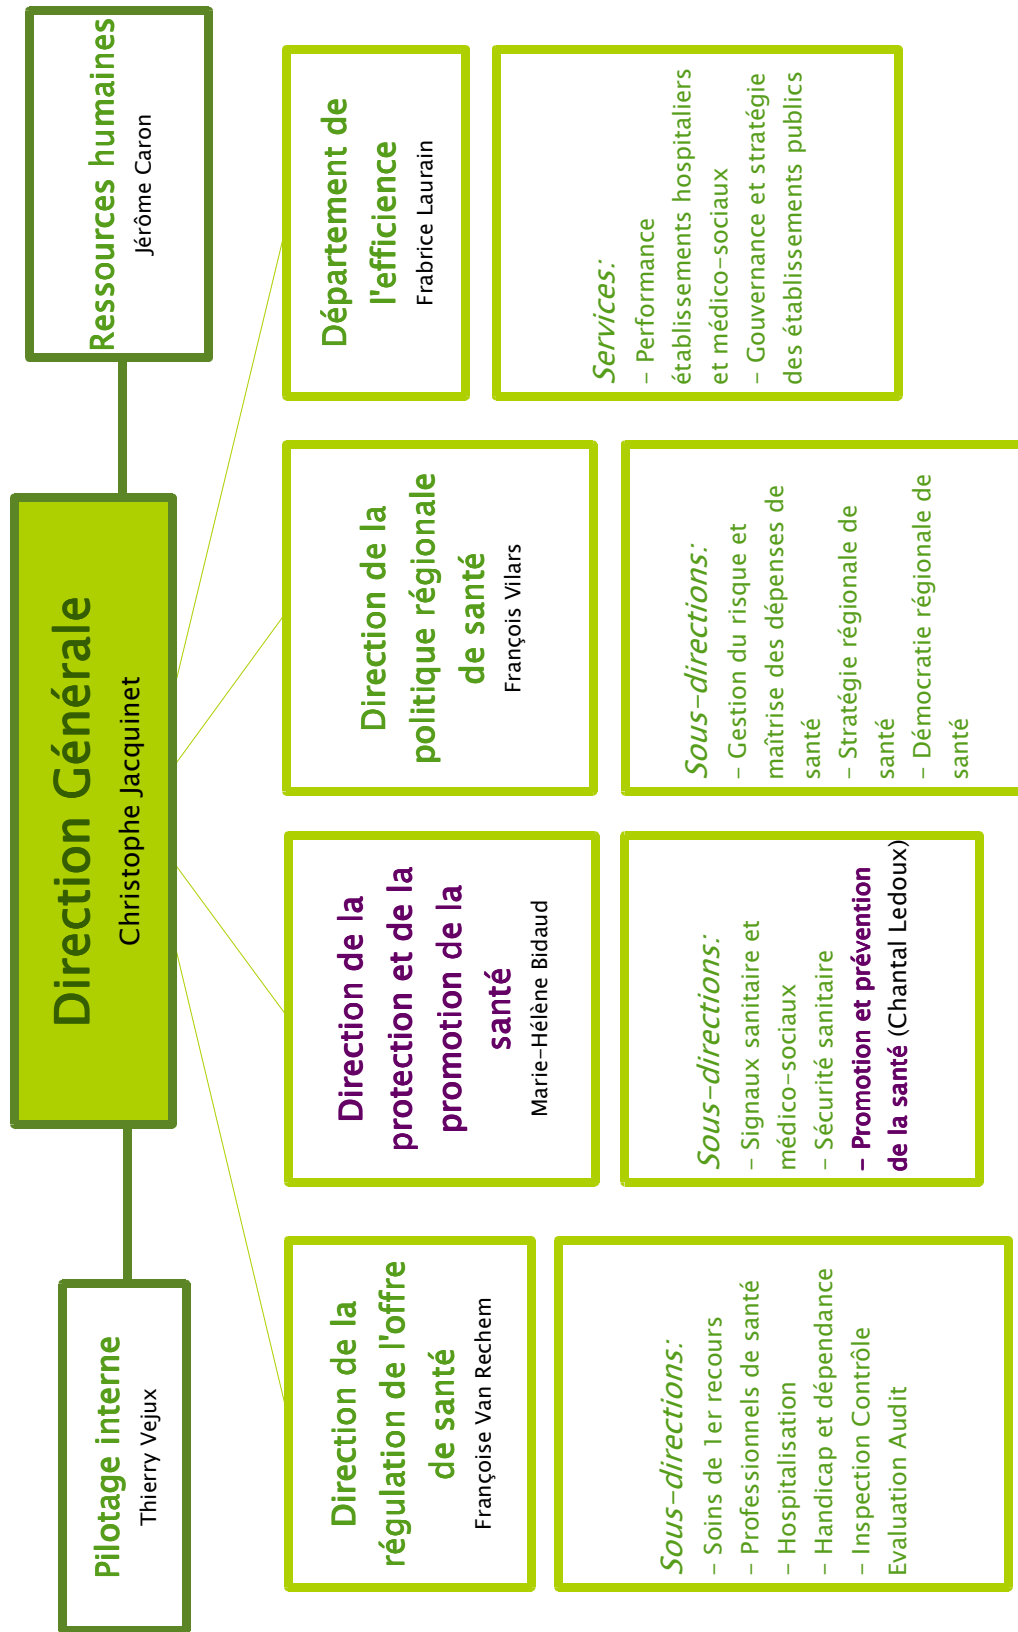 Pilotage interne
Thierry Vejux
Direction Générale
Christophe Jacquinet
Ressources humaines
Jérôme Caron
Direction de la
régulation de l'offre
de santé
Françoise Van Rechem
Direction de la
protection et de la
promotion de la
santé
Marie-Hélène Bidaud
Direction de la
politique régionale
de santé
François Vilars
Département de
l'efficience
Frabrice Laurain
Sous-directions:
- Soins de 1er recours
- Professionnels de santé
- Hospitalisation
- Handicap et dépendance
- Inspection Contrôle
Evaluation Audit
Sous-directions:
- Signaux sanitaire et
médico-sociaux
- Sécurité sanitaire
- Promotion et prévention
de la santé (Chantal Ledoux)
Sous-directions:
- Gestion du risque et
maîtrise des dépenses de
santé
- Stratégie régionale de
santé
- Démocratie régionale de
santé
Services:
- Performance
établissements hospitaliers
et médico-sociaux
- Gouvernance et stratégie
des établissements publics